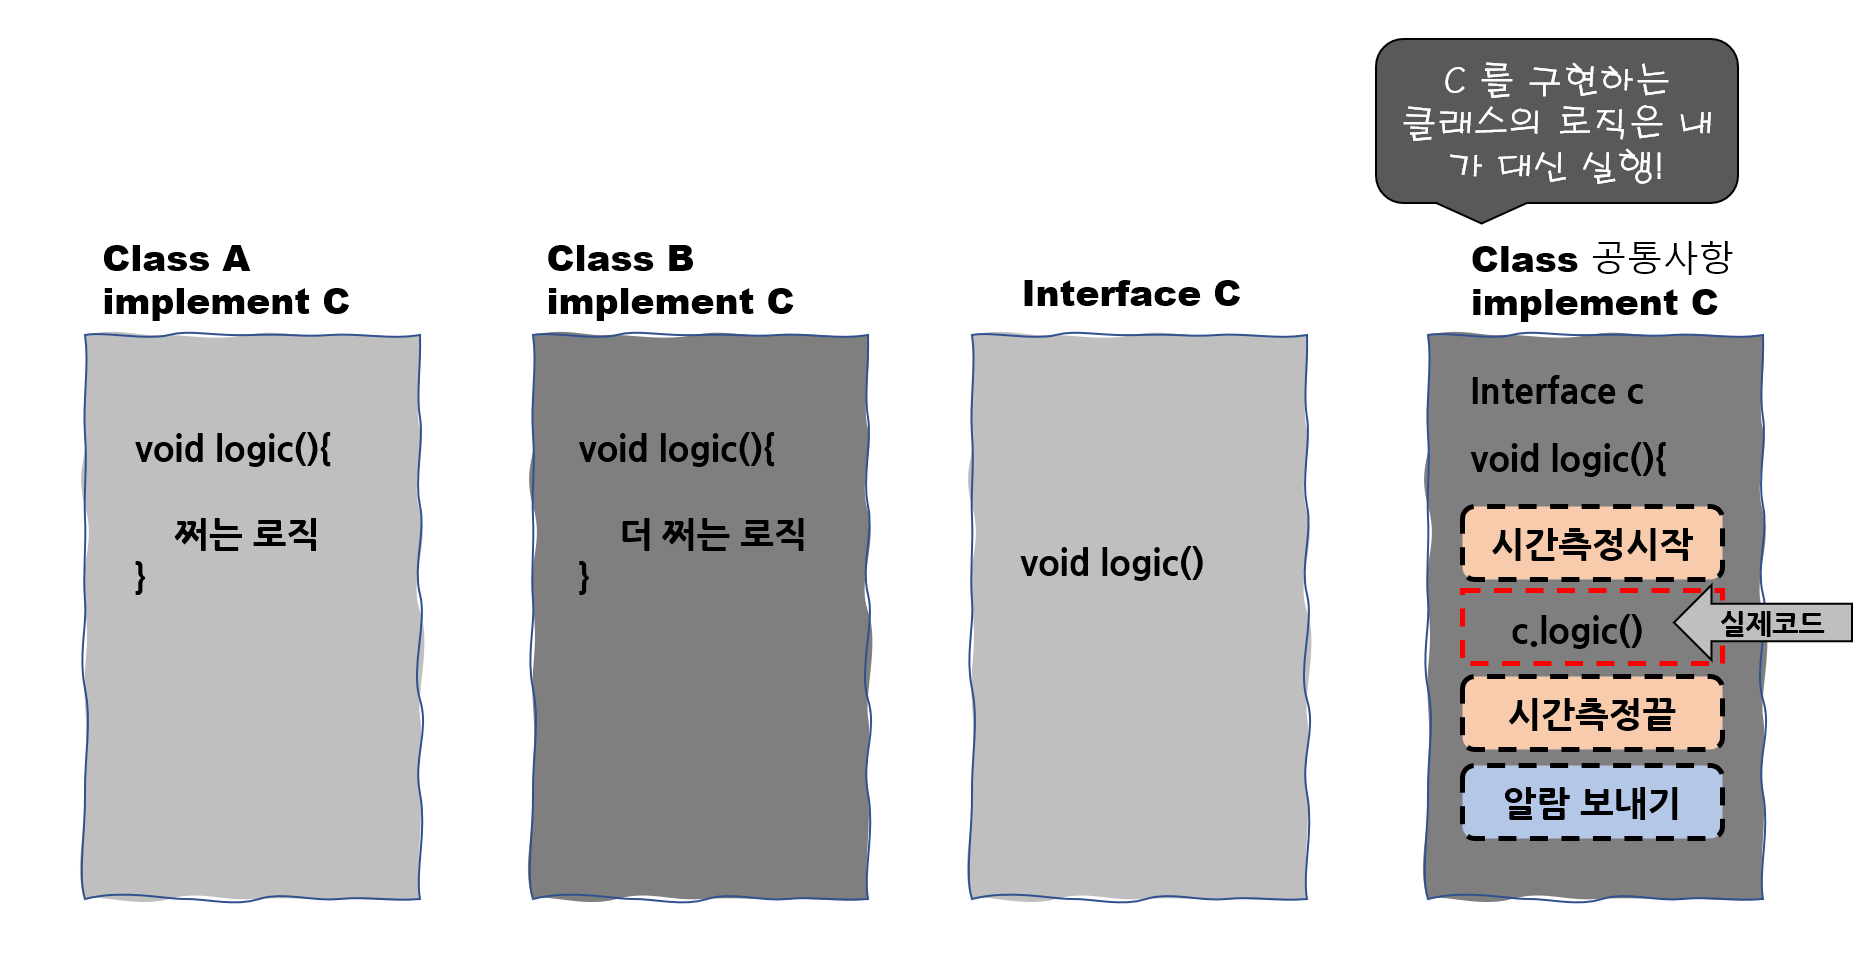 C 를 구현하는
클래스의 로직은 내
가 대신 실행!
Class A
implement C
void logic(){
쩌는 로직
}
Class B
implement C
void logic(){
더 쩌는 로직
}
Interface C
void logic()
Class 공통사항
implement C
Interface c
void logic(){
시간측정시작
c.logic()
실제코드
시간측정끝
알람 보내기